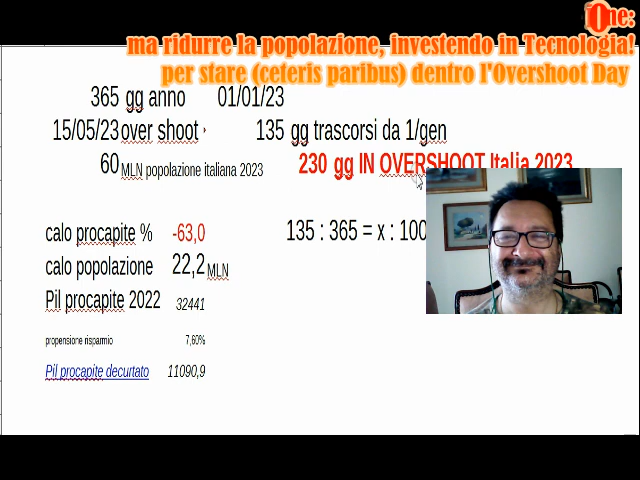 One:
ma ridurre la popolazione, investendo in Tecnologia!
per stare (ceteris paribus) dentro l'Overshoot Day
365 gg anno 01/01/23
15/05/23 over shoot 135 gg trascorsi da 1/gen
60 MLN popolazione italiana 2023 230 gg IN OVERSHOOT Italia 2023
calo procapite % -63,0 135 : 365 = x : 100
calo popolazione 22,2 MLN
Pil procapite 2022 32441
propensione risparmio 7,60%
Pil procapite decurtato 11090,9